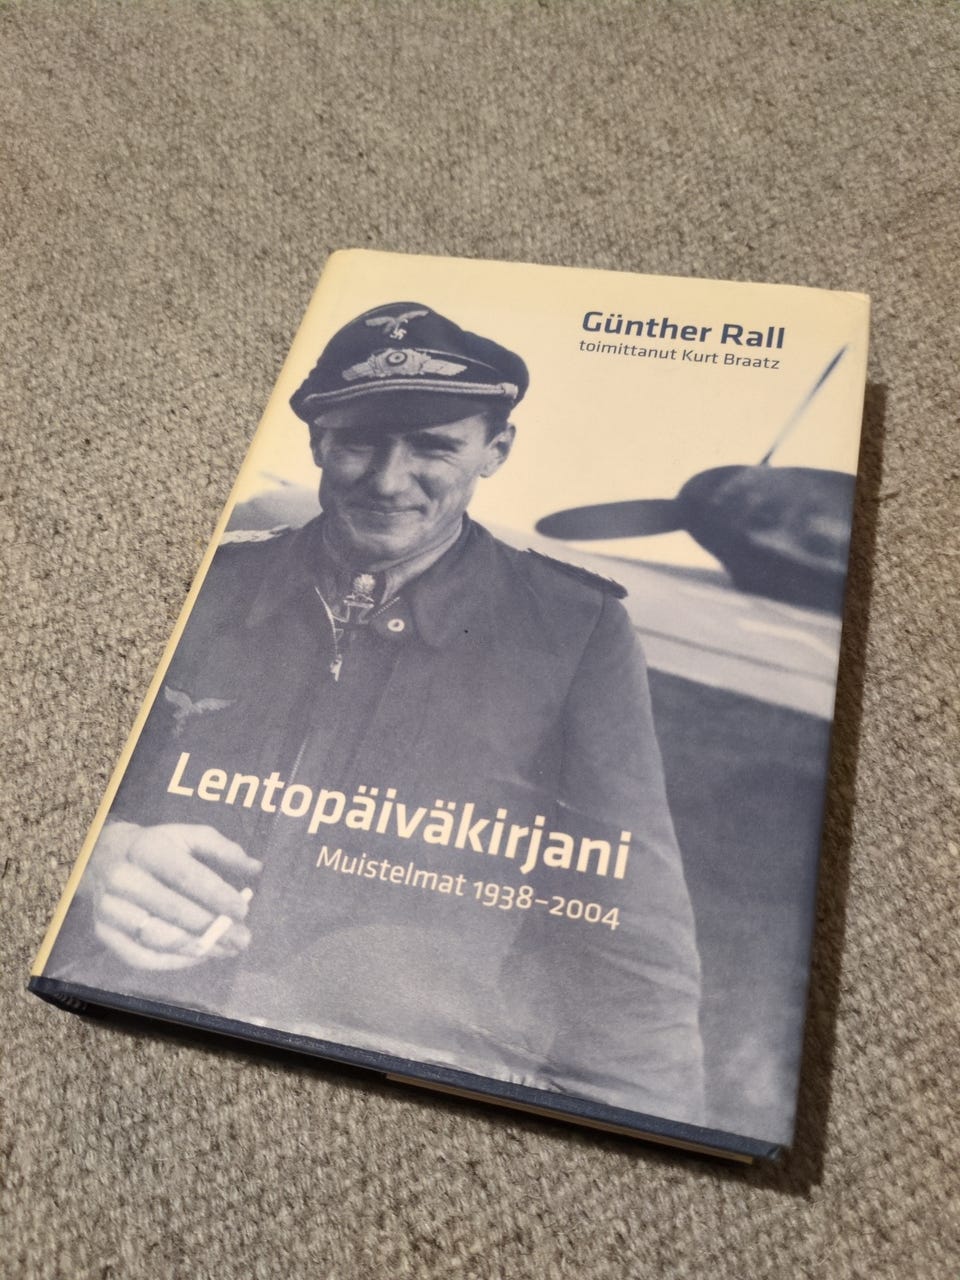 Günther Rall
toimittanut Kurt Braatz
Lentopäiväkirjani
Muistelmat 1938–2004